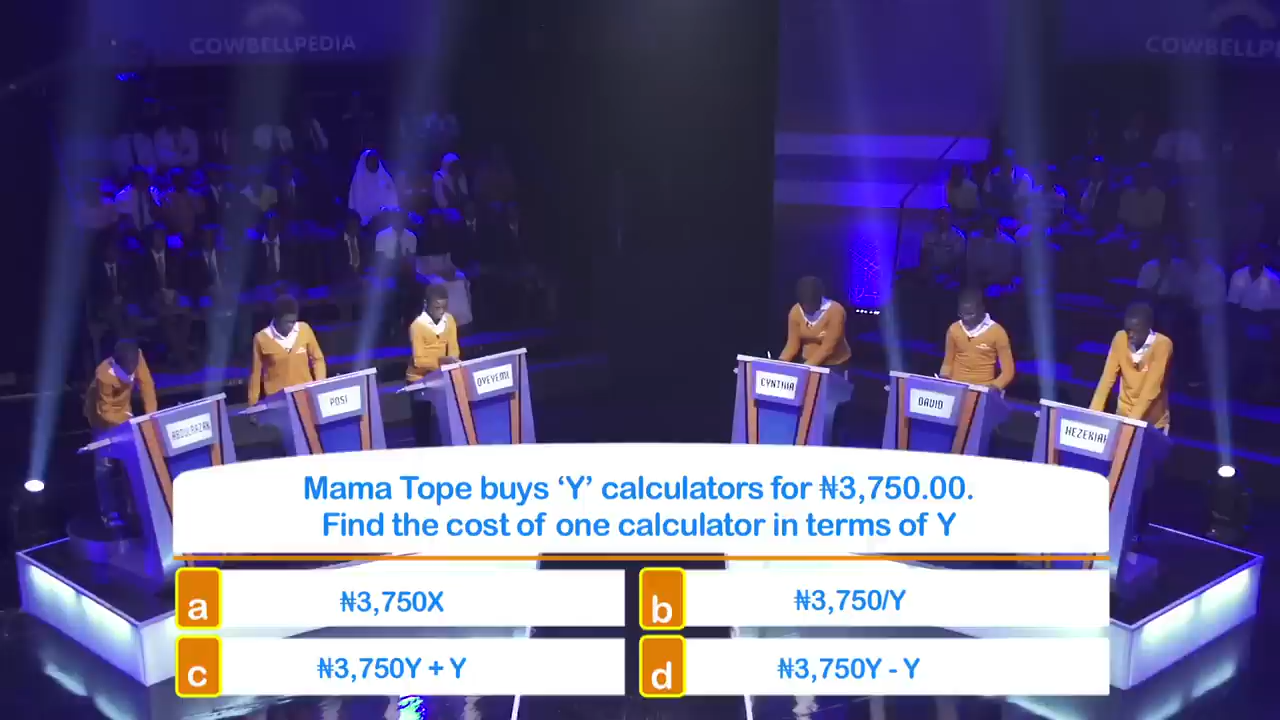 COWBELLPEDIA
COWBELLPE
ABDULRAZAK
POSI
OYEYEMI
CYNTHIA
DAVID
HEZEKIAH
Mama Tope buys ‘Y’ calculators for ₦3,750.00.
Find the cost of one calculator in terms of Y
a ₦3,750X
b ₦3,750/Y
c ₦3,750Y + Y
d ₦3,750Y - Y